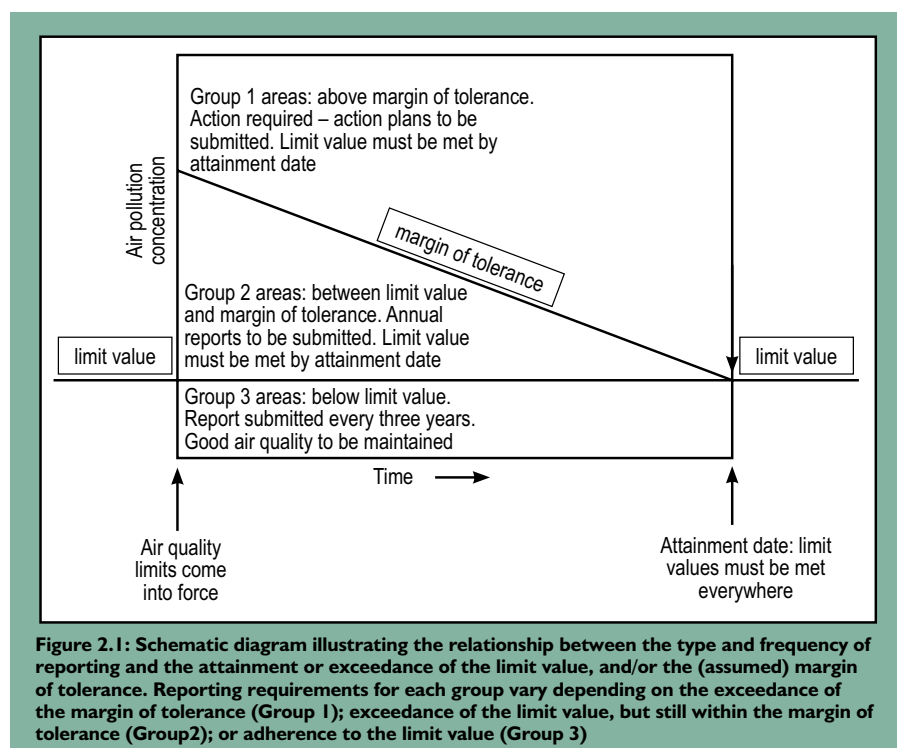 Group 1 areas: above margin of tolerance.
Action required – action plans to be
submitted. Limit value must be met by
attainment date
Air pollution
concentration
margin of tolerance
Group 2 areas: between limit value
and margin of tolerance. Annual
reports to be submitted. Limit value
must be met by attainment date
limit value
limit value
Group 3 areas: below limit value.
Report submitted every three years.
Good air quality to be maintained
Time
Air quality
limits come
into force
Attainment date: limit
values must be met
everywhere
Figure 2.1: Schematic diagram illustrating the relationship between the type and frequency of
reporting and the attainment or exceedance of the limit value, and/or the (assumed) margin
of tolerance. Reporting requirements for each group vary depending on the exceedance of
the margin of tolerance (Group 1); exceedance of the limit value, but still within the margin of
tolerance (Group2); or adherence to the limit value (Group 3)